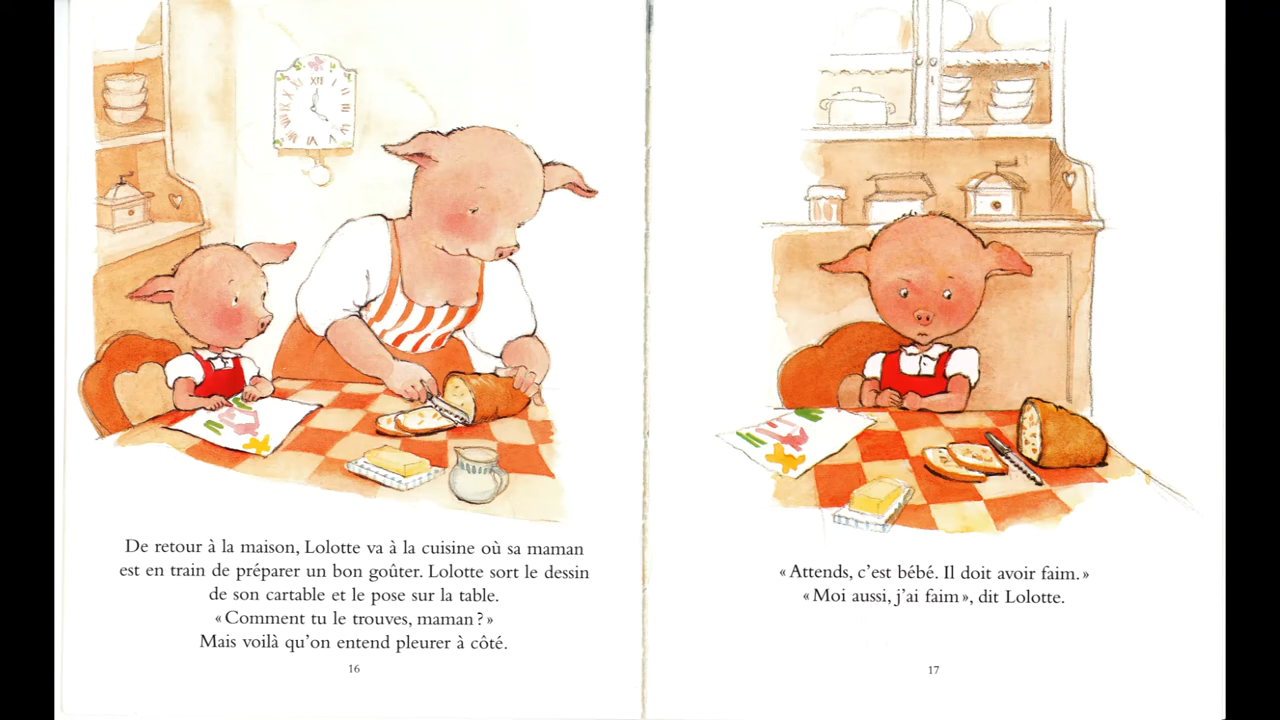 De retour à la maison, Lolotte va à la cuisine où sa maman
est en train de préparer un bon goûter. Lolotte sort le dessin
de son cartable et le pose sur la table.
« Comment tu le trouves, maman ? »
Mais voilà qu’on entend pleurer à côté.
16
« Attends, c’est bébé. Il doit avoir faim. »
« Moi aussi, j’ai faim », dit Lolotte.
17